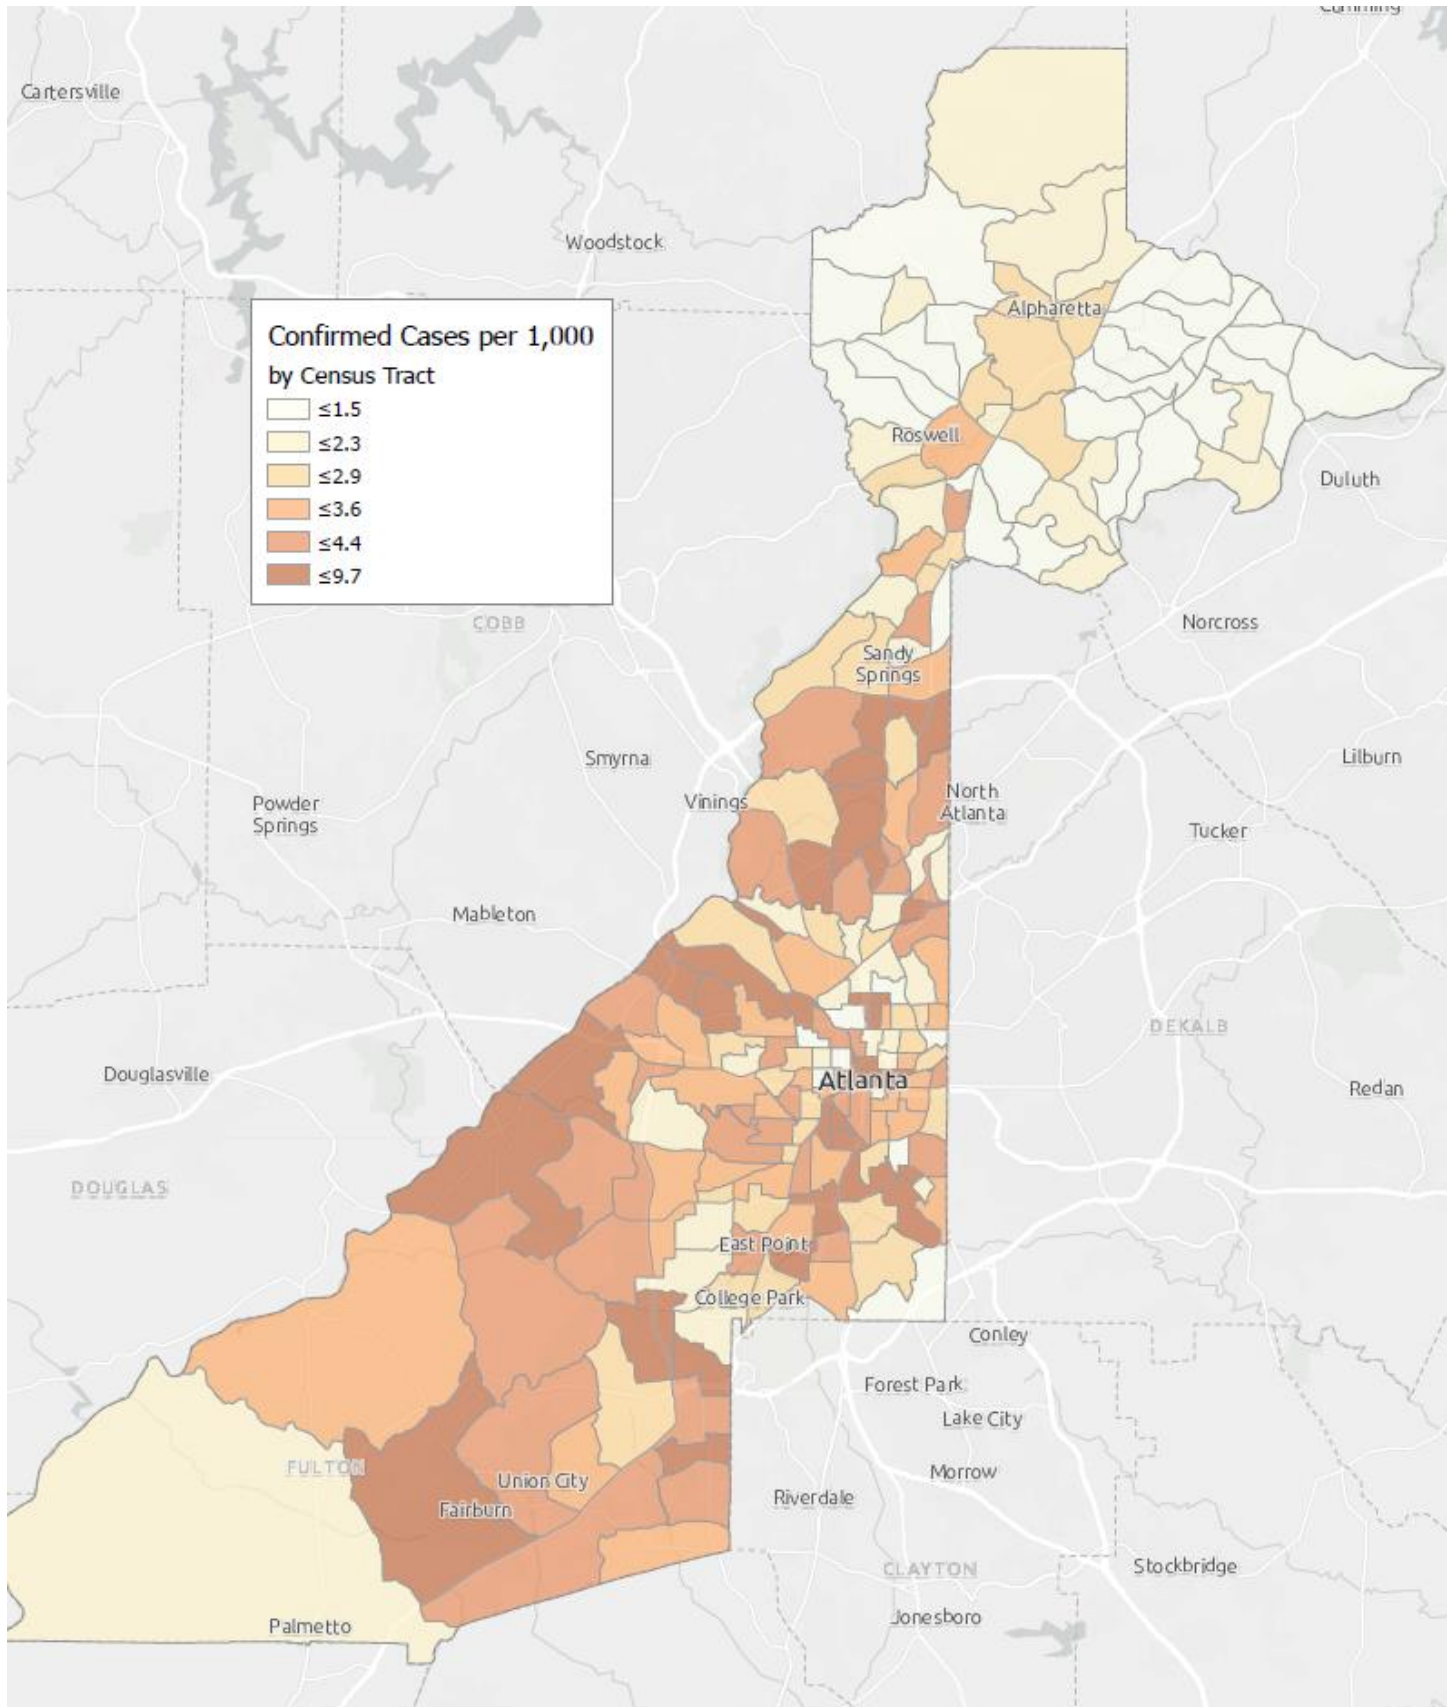 Cumming
Cartersville
Woodstock
Confirmed Cases per 1,000
by Census Tract
≤1.5
≤2.3
≤2.9
≤3.6
≤4.4
≤9.7
Alpharetta
Roswell
Duluth
COBB
Norcross
Sandy
Springs
Smyrna
Lilburn
Vinings
North
Atlanta
Powder
Springs
Tucker
Mableton
DEKALB
Douglasville
Atlanta
Redan
DOUGLAS
East Point
College Park
Conley
Forest Park
Lake City
FULTON
Union City
Morrow
Fairburn
Riverdale
CLAYTON
Stockbridge
Palmetto
Jonesboro